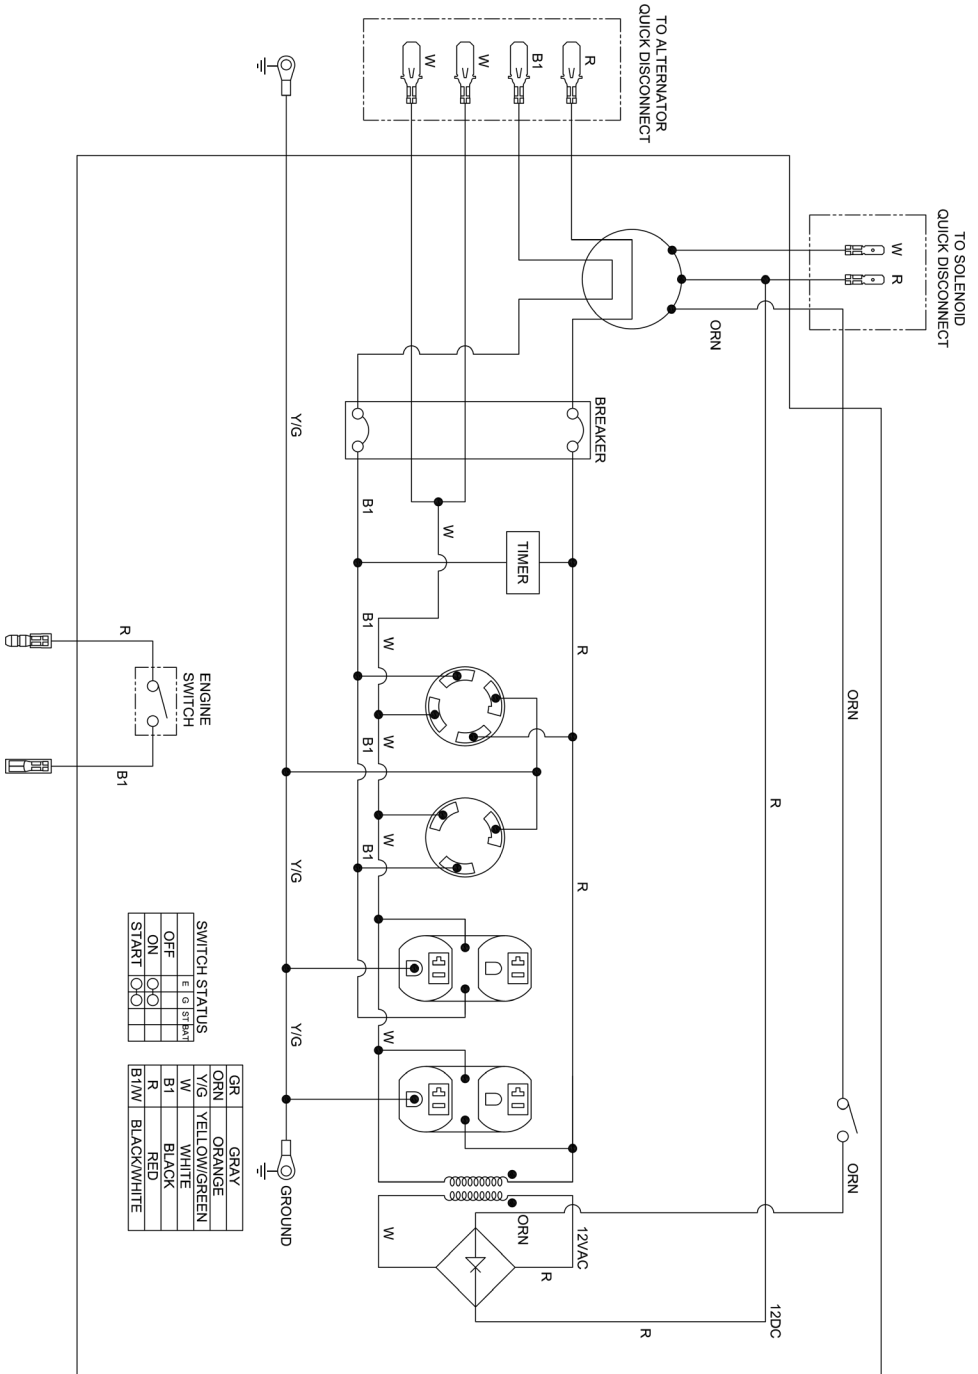 TO ALTERNATOR
QUICK DISCONNECT
R
B1
W
W
TO SOLENOID
QUICK DISCONNECT
W
R
ORN
BREAKER
Y/G
B1
W
TIMER
B1
W
R
ORN
R
B1
W
R
ENGINE
SWITCH
B1
B1
W
R
Y/G
Y/G
W
ORN
12VAC
R
W
12DC
R
GROUND
SWITCH STATUS
E G ST BAT
OFF
ON
START
GR GRAY
ORN ORANGE
Y/G YELLOW/GREEN
W WHITE
B1 BLACK
R RED
B1/W BLACK/WHITE
ORN